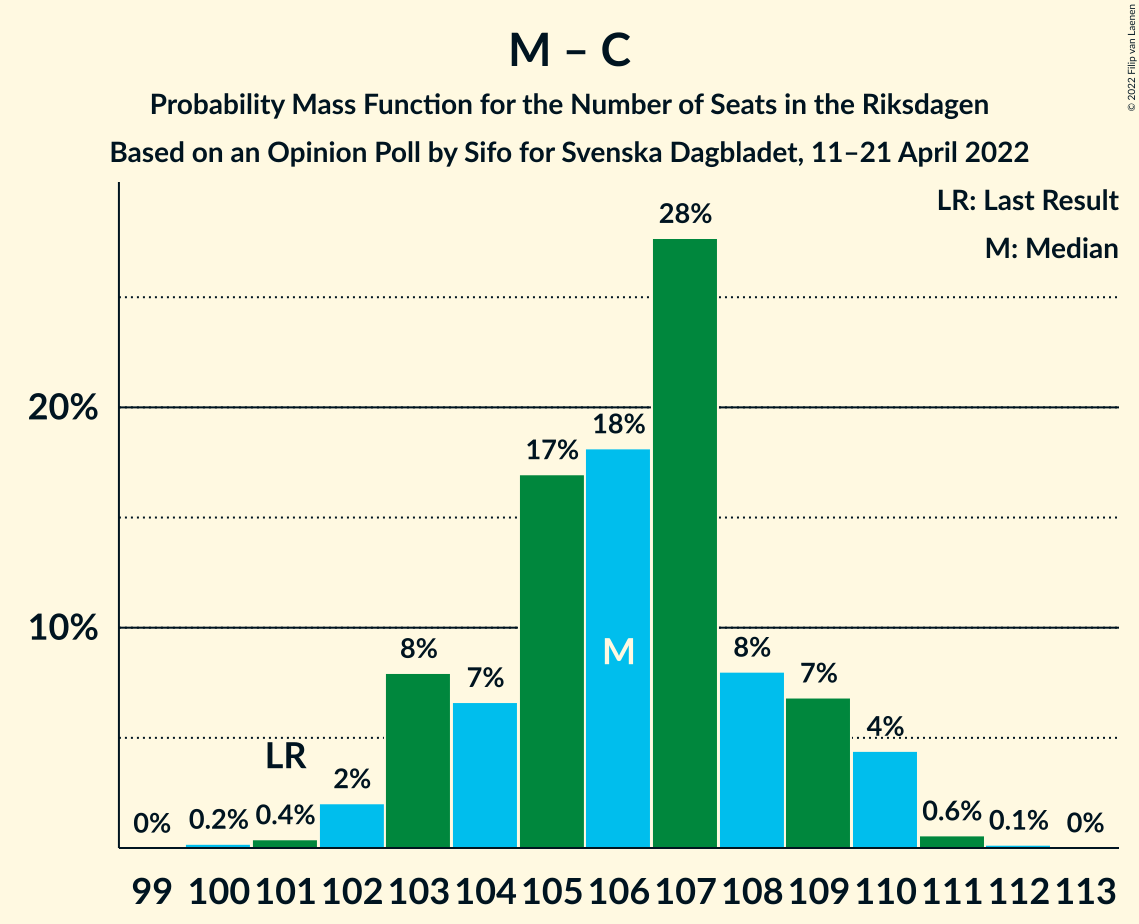 M – C
Probability Mass Function for the Number of Seats in the Riksdagen
Based on an Opinion Poll by Sifo for Svenska Dagbladet, 11–21 April 2022
© 2022 Filip van Laenen
LR: Last Result
M: Median
20%
10%
0% 0.2% 0.4% 2% 8% 7% 17% 18% 28% 8% 7% 4% 0.6% 0.1% 0%
LR
M
99 100 101 102 103 104 105 106 107 108 109 110 111 112 113